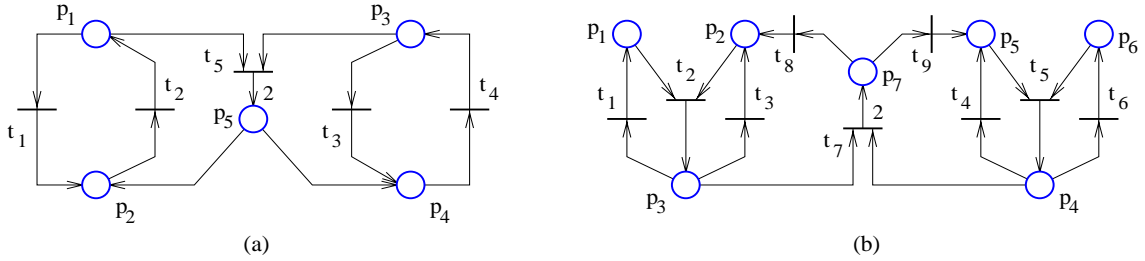 p1 p3 p1 p2 t8 t9 p5 p6
t5 t2 p7 t5
t2 2 t4 t1 t3 2 t4 t6
t1 p5 t3 t7
p2 p4 p3 p4
(a) (b)